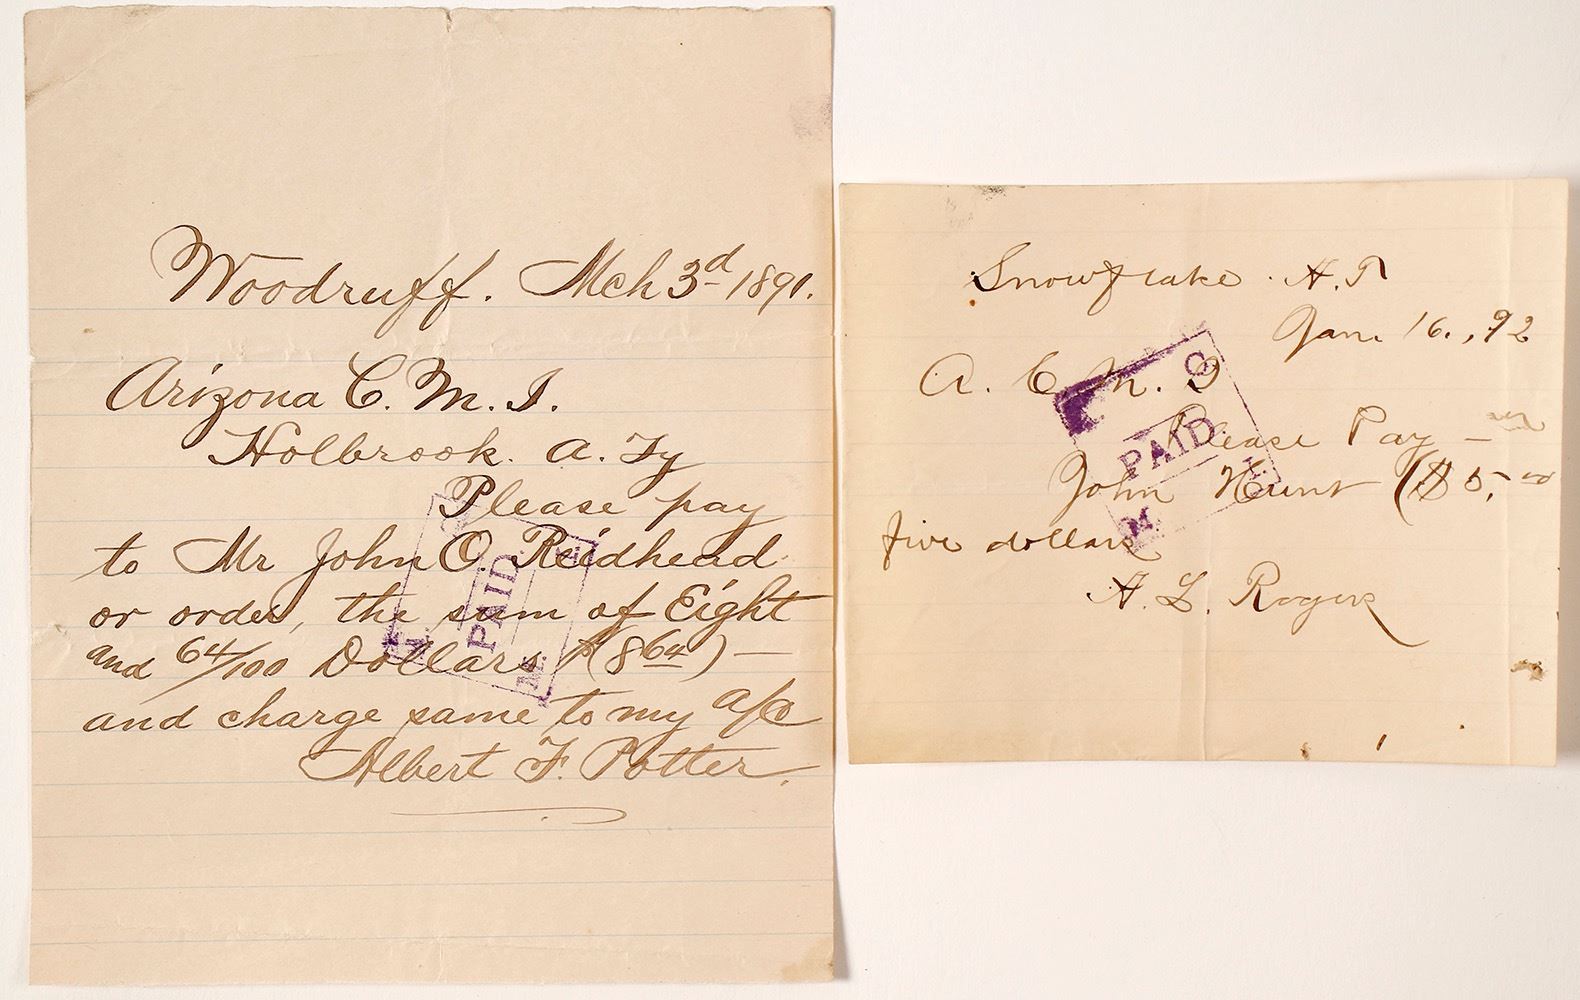 Woodruff. Mch 3d 1891.
Arizona C. M. I.
Holbrook. A. Ty
Please pay
to Mr John O. Reidhead
or order, the sum of Eight
and 64/100 Dollars $(8 64) —
and charge same to my a/c
Albert F. Potter.
PAID
M.
Snowflake. A. T
Jan. 16., 92
A. C. M. I
Please Pay —
John Hunt ($5,
five dollars
A. L. Rogers
C.
PAID
I.
M.